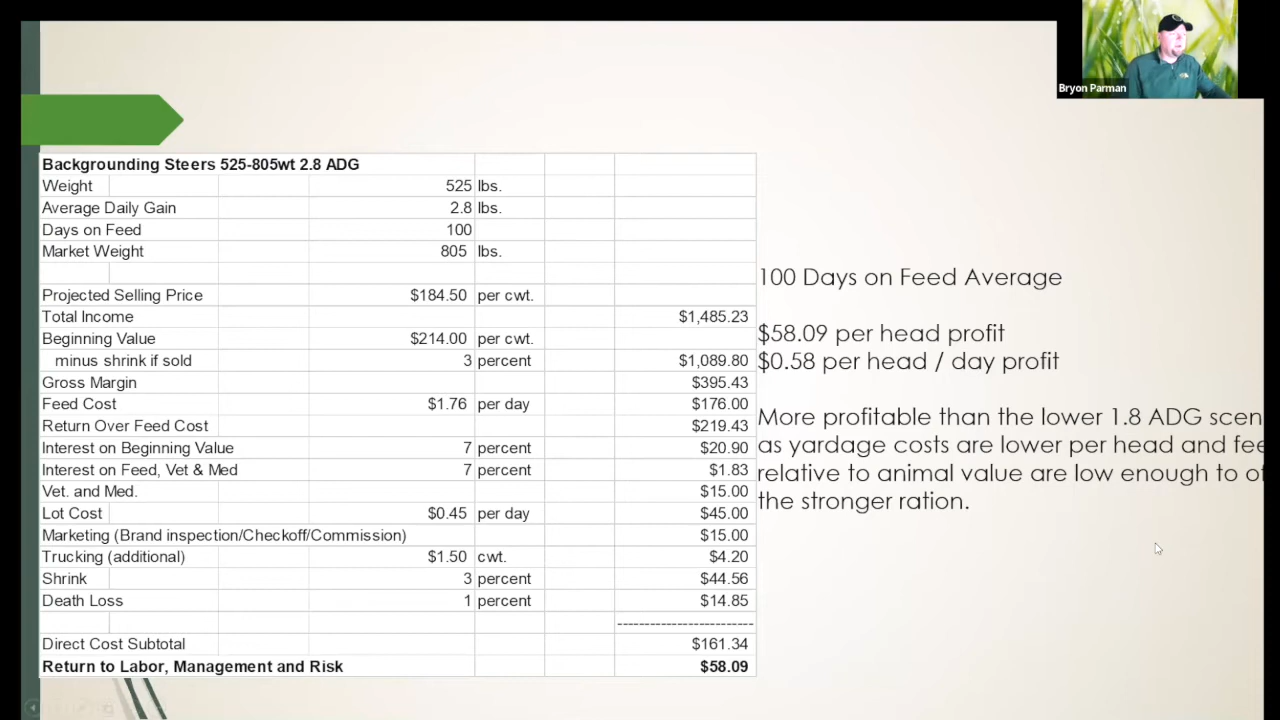 Bryon Parman
Backgrounding Steers 525-805wt 2.8 ADG
Weight 525 lbs.
Average Daily Gain 2.8 lbs.
Days on Feed 100
Market Weight 805 lbs.
Projected Selling Price $184.50 per cwt.
Total Income $1,485.23
Beginning Value $214.00 per cwt.
minus shrink if sold 3 percent $1,089.80
Gross Margin $395.43
Feed Cost $1.76 per day $176.00
Return Over Feed Cost $219.43
Interest on Beginning Value 7 percent $20.90
Interest on Feed, Vet & Med 7 percent $1.83
Vet. and Med. $15.00
Lot Cost $0.45 per day $45.00
Marketing (Brand inspection/Checkoff/Commission) $15.00
Trucking (additional) $1.50 cwt. $4.20
Shrink 3 percent $44.56
Death Loss 1 percent $14.85
-------------------------
Direct Cost Subtotal $161.34
Return to Labor, Management and Risk $58.09
100 Days on Feed Average
$58.09 per head profit
$0.58 per head / day profit
More profitable than the lower 1.8 ADG
as yardage costs are lower per head and
relative to animal value are low enough to
the stronger ration.